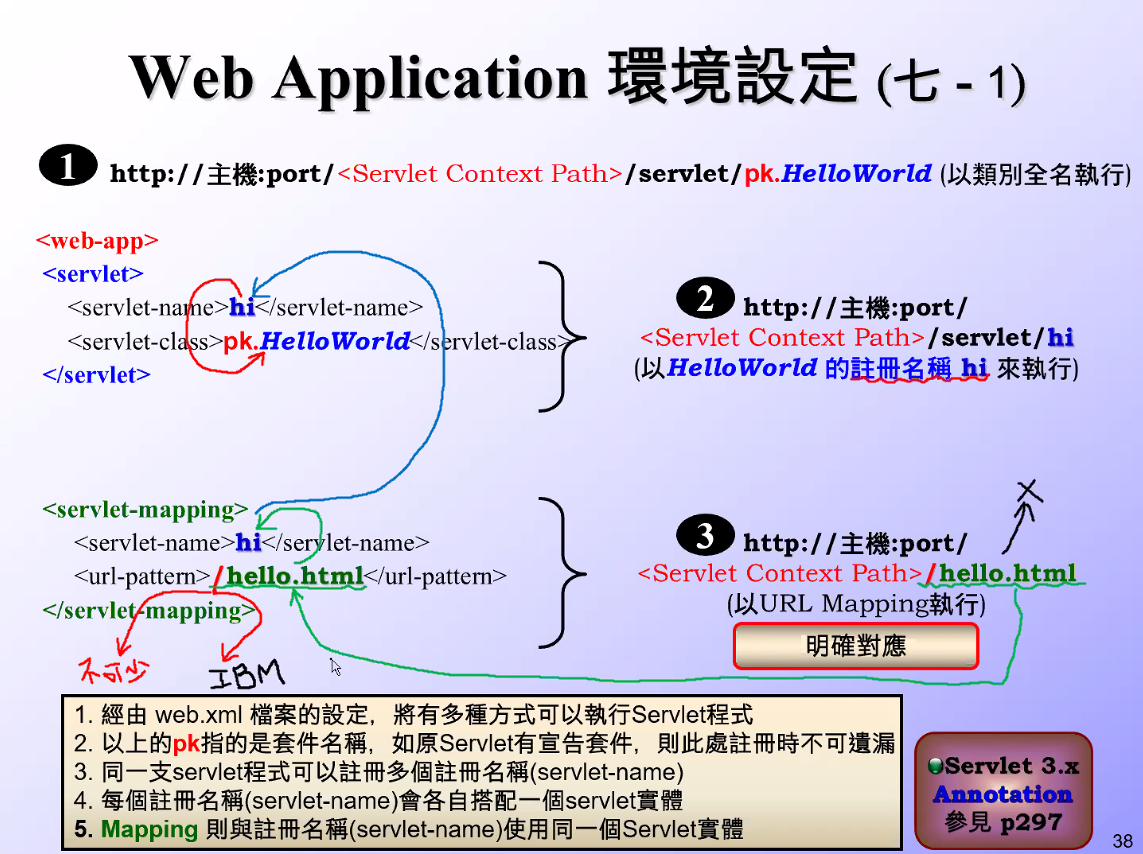 Web Application 環境設定 (七 - 1)
1 http://主機:port/<Servlet Context Path>/servlet/pk.HelloWorld (以類別全名執行)
<web-app>
<servlet>
<servlet-name>hi</servlet-name>
<servlet-class>pk.HelloWorld</servlet-class>
</servlet>
2 http://主機:port/
<Servlet Context Path>/servlet/hi
(以HelloWorld 的註冊名稱 hi 來執行)
<servlet-mapping>
<servlet-name>hi</servlet-name>
<url-pattern>/hello.html</url-pattern>
</servlet-mapping>
不可少
IBM
X
3 http://主機:port/
<Servlet Context Path>/hello.html
(以URL Mapping執行)
明確對應
1. 經由 web.xml 檔案的設定，將有多種方式可以執行Servlet程式
2. 以上的pk指的是套件名稱，如原Servlet有宣告套件，則此處註冊時不可遺漏
3. 同一支servlet程式可以註冊多個註冊名稱(servlet-name)
4. 每個註冊名稱(servlet-name)會各自搭配一個servlet實體
5. Mapping 則與註冊名稱(servlet-name)使用同一個Servlet實體
Servlet 3.x
Annotation
參見 p297
38